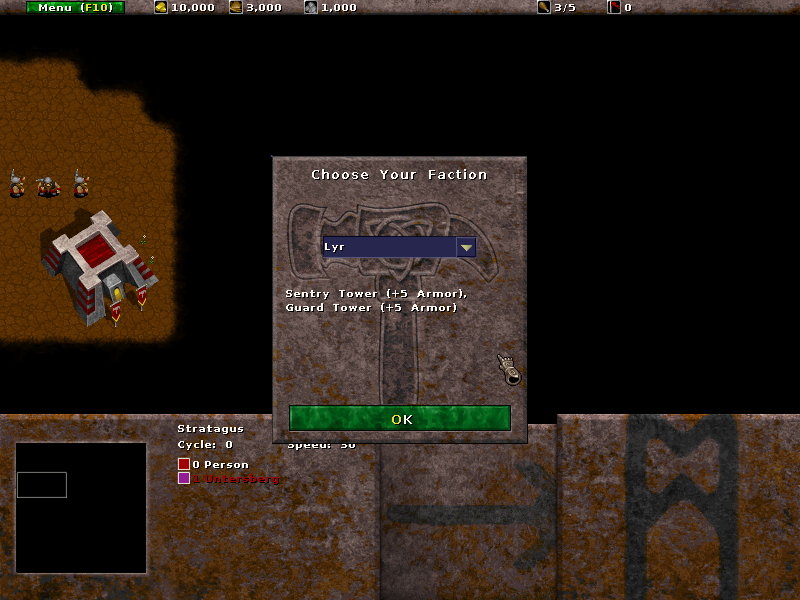 Menu (F10) 10,000 3,000 1,000 3/5 0
Choose Your Faction
Lyr
Sentry Tower (+5 Armor),
Guard Tower (+5 Armor)
OK
Stratagus
Cycle: 0 Speed: 30
0 Person
1 Untersberg